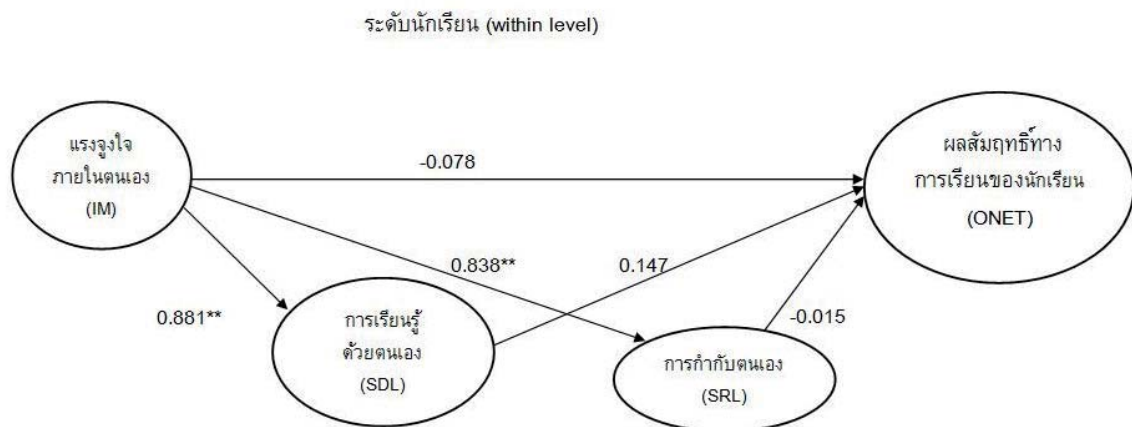 ระดับนักเรียน (within level)
แรงจูงใจ
ภายในตนเอง
(IM)
-0.078
ผลสัมฤทธิ์ทาง
การเรียนของนักเรียน
(ONET)
0.838**
0.147
0.881**
การเรียนรู้
ด้วยตนเอง
(SDL)
-0.015
การกำกับตนเอง
(SRL)